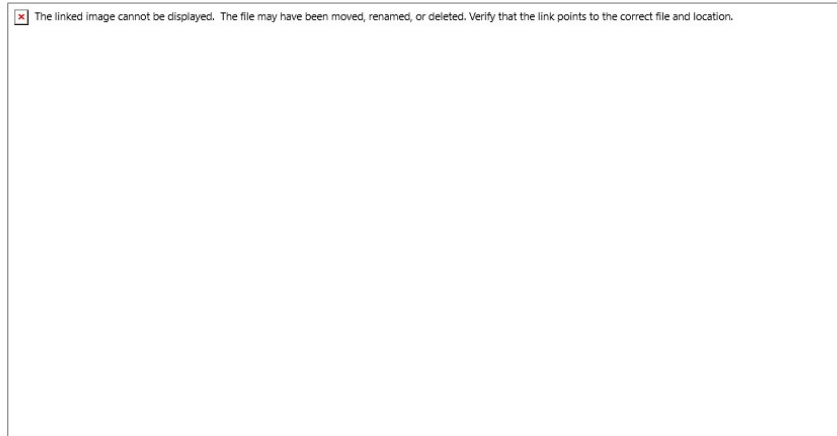 The linked image cannot be displayed.  The file may have been moved, renamed, or deleted. Verify that the link points to the correct file and location.